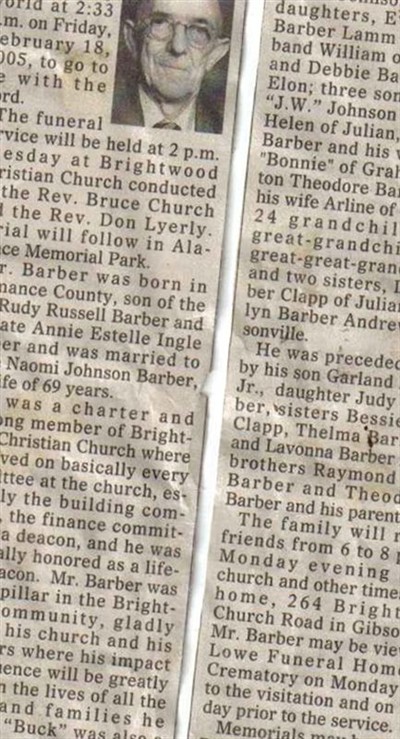 orld at 2:33
.m. on Friday,
ebruary 18,
005, to go to
e with the
ord.
The funeral
rvice will be held at 2 p.m.
esday at Brightwood
hristian Church conducted
the Rev. Bruce Church
d the Rev. Don Lyerly.
rial will follow in Ala-
nce Memorial Park.
r. Barber was born in
mance County, son of the
Rudy Russell Barber and
ate Annie Estelle Ingle
er and was married to
Naomi Johnson Barber,
ife of 69 years.
was a charter and
ong member of Bright-
Christian Church where
ved on basically every
ttee at the church, es-
ly the building com-
, the finance commit-
a deacon, and he was
ally honored as a life-
acon. Mr. Barber was
pillar in the Bright-
ommunity, gladly
his church and his
rs where his impact
uence will be greatly
n the lives of all the
and families he
"Buck" was also a
daughters, E
Barber Lamm
band William o
and Debbie Ba
Elon; three son
"J.W." Johnson
Helen of Julian,
Barber and his w
"Bonnie" of Grah
ton Theodore Bar
his wife Arline of
24 grandchil
great-grandchi
great-great-gran
and two sisters, D
ber Clapp of Julia
lyn Barber Andre
sonville.
He was preceded
by his son Garland
Jr., daughter Judy
ber, sisters Bessie
Clapp, Thelma Bar
and Lavonna Barber
brothers Raymond
Barber and Theod
Barber and his parent
The family will r
friends from 6 to 8 p
Monday evening
church and other time
home, 264 Bright
Church Road in Gibso
Mr. Barber may be vie
Lowe Funeral Hom
Crematory on Monday
to the visitation and on
day prior to the service.
Memorials may be